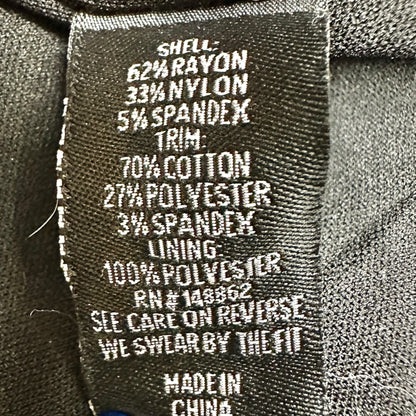 SHELL:
62% RAYON
33% NYLON
5% SPANDEX
TRIM:
70% COTTON
27% POLYESTER
3% SPANDEX
LINING:
100% POLYESTER
RN# 148862
SEE CARE ON REVERSE
WE SWEAR BY THE FIT
MADE IN
CHINA